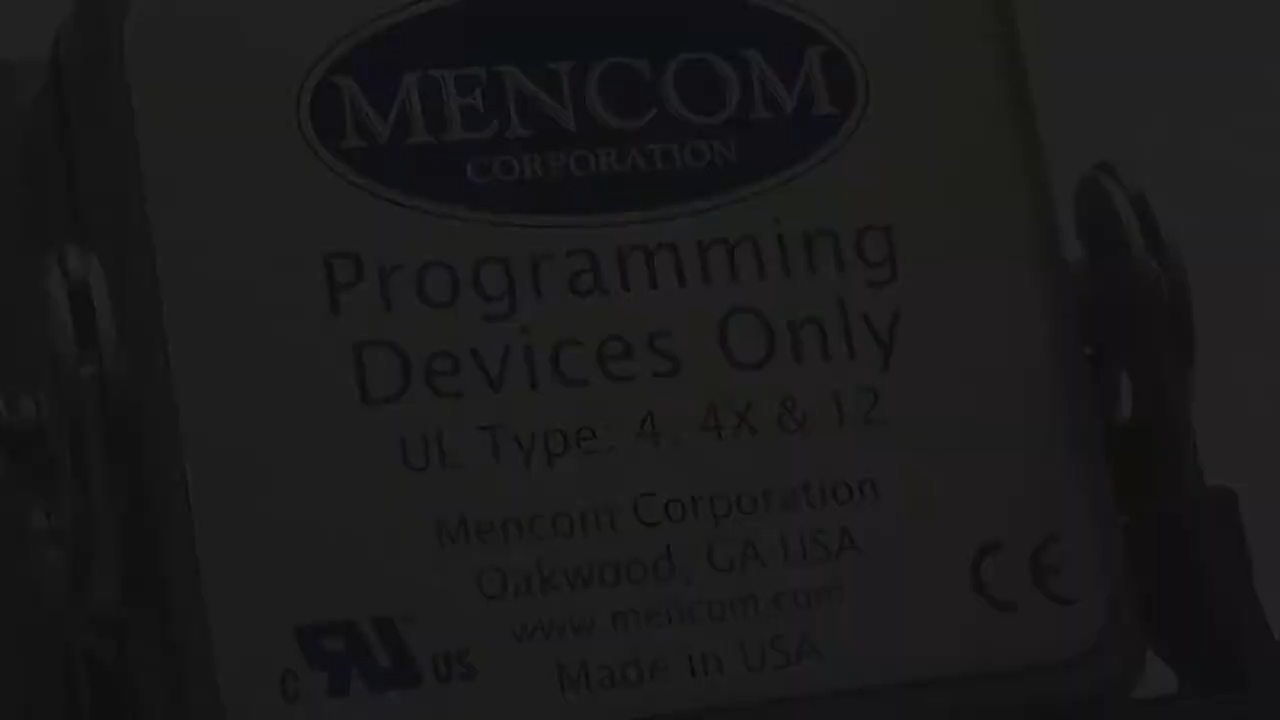 MENCOM
CORPORATION
Programming
Devices Only
UL Type: 4, 4X & 12
Mencom Corporation
Oakwood, GA USA
www.mencom.com
Made in USA
c RU US
CE